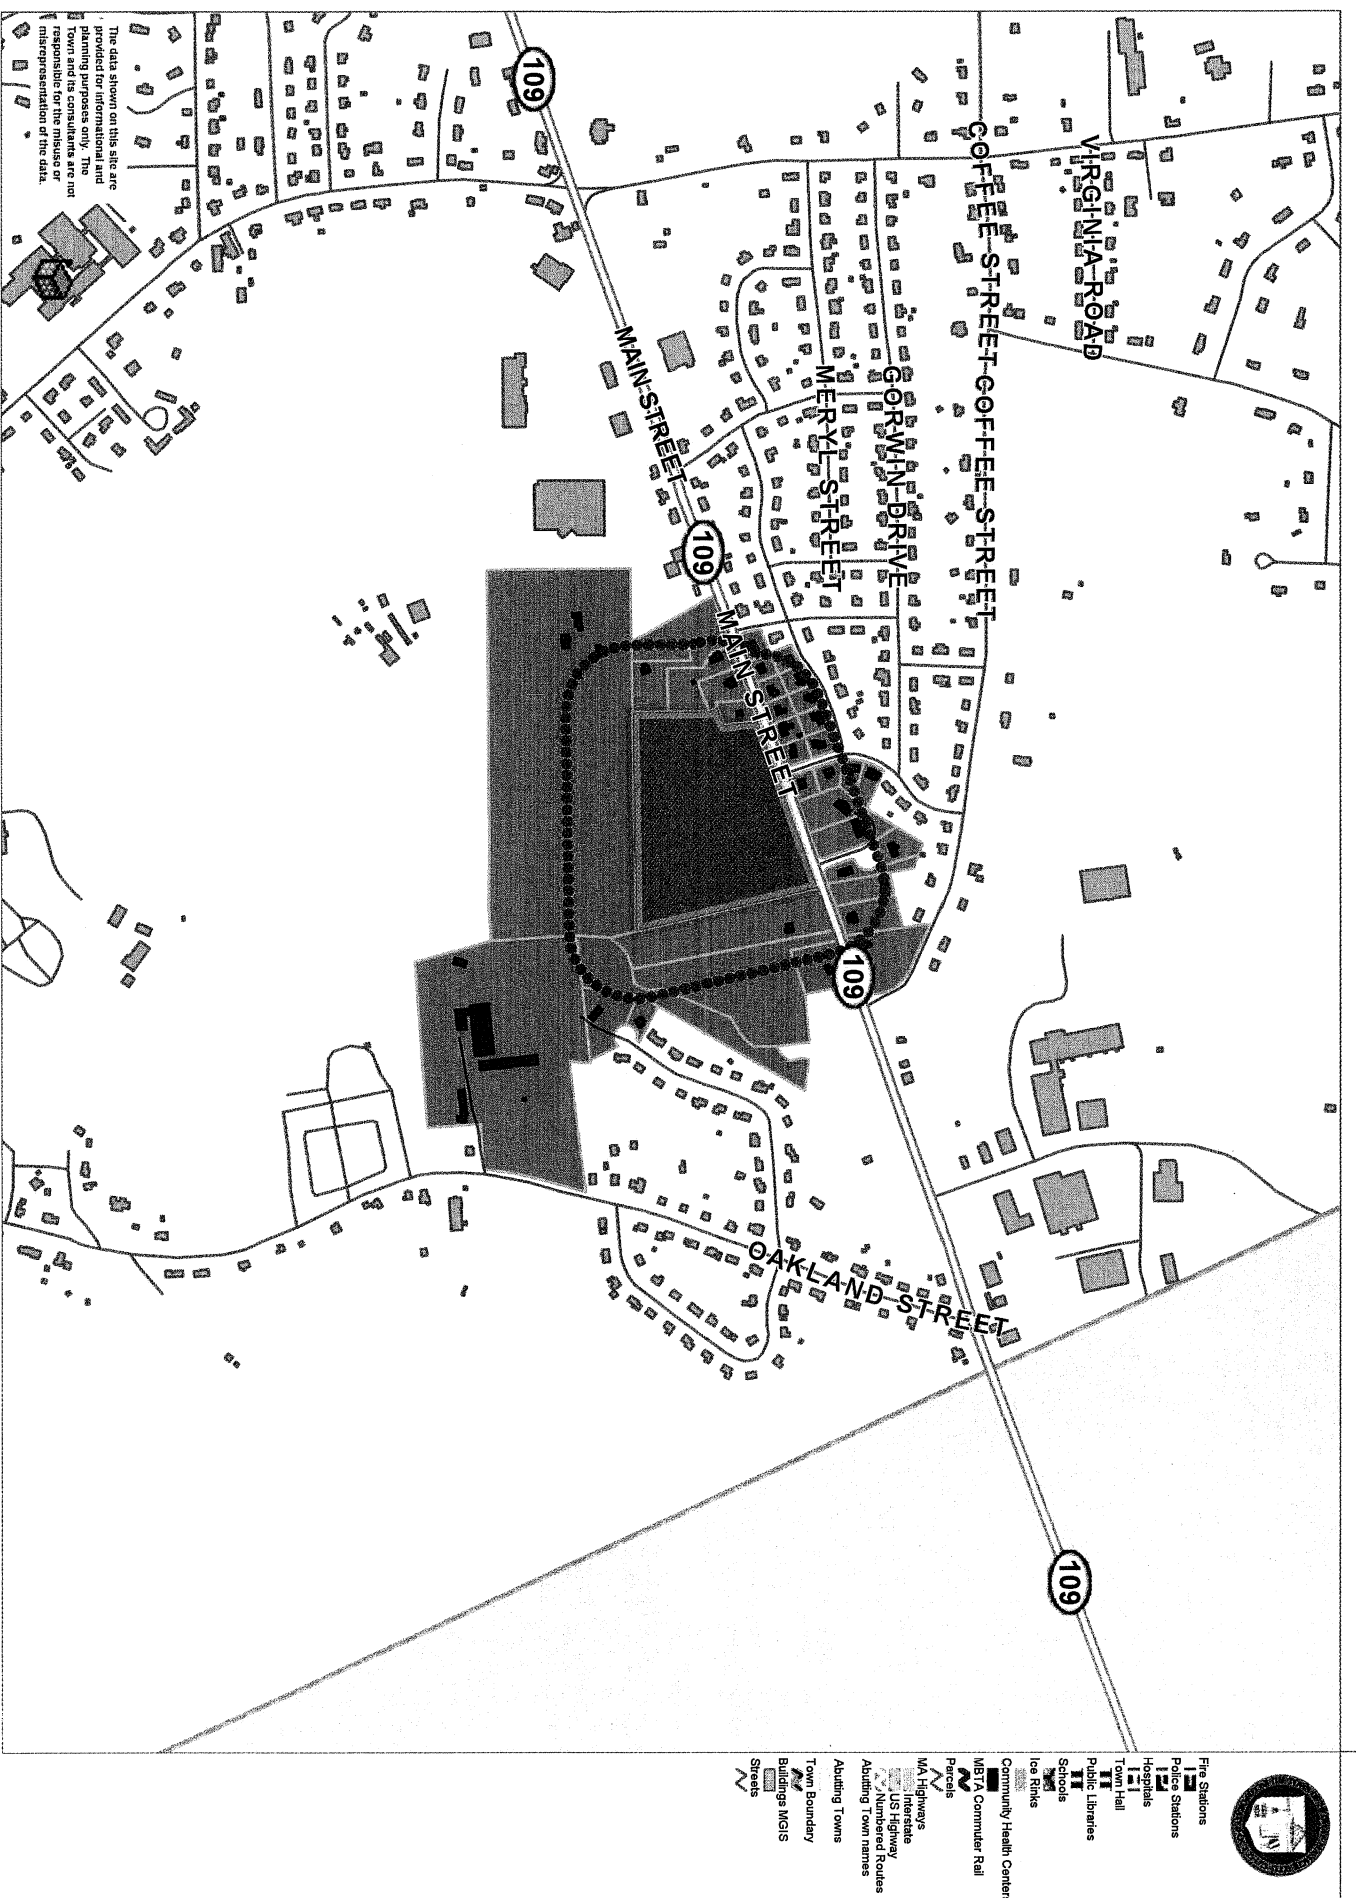 VIRGINIA ROAD
COFFEE STREET
COFFEE STREET
GORWIN DRIVE
MERYL STREET
MAIN STREET
MAIN STREET
OAKLAND STREET
109
109
109
109
The data shown on this site are
provided for informational and
planning purposes only. The
Town and its consultants are not
responsible for the misuse or
misrepresentation of the data.
Fire Stations
Police Stations
Hospitals
Town Hall
Public Libraries
Schools
Ice Rinks
Community Health Center
MBTA Commuter Rail
Parcels
MA Highways
Interstate
US Highway
Numbered Routes
Abutting Town names
Abutting Towns
Town Boundary
Buildings MGIS
Streets